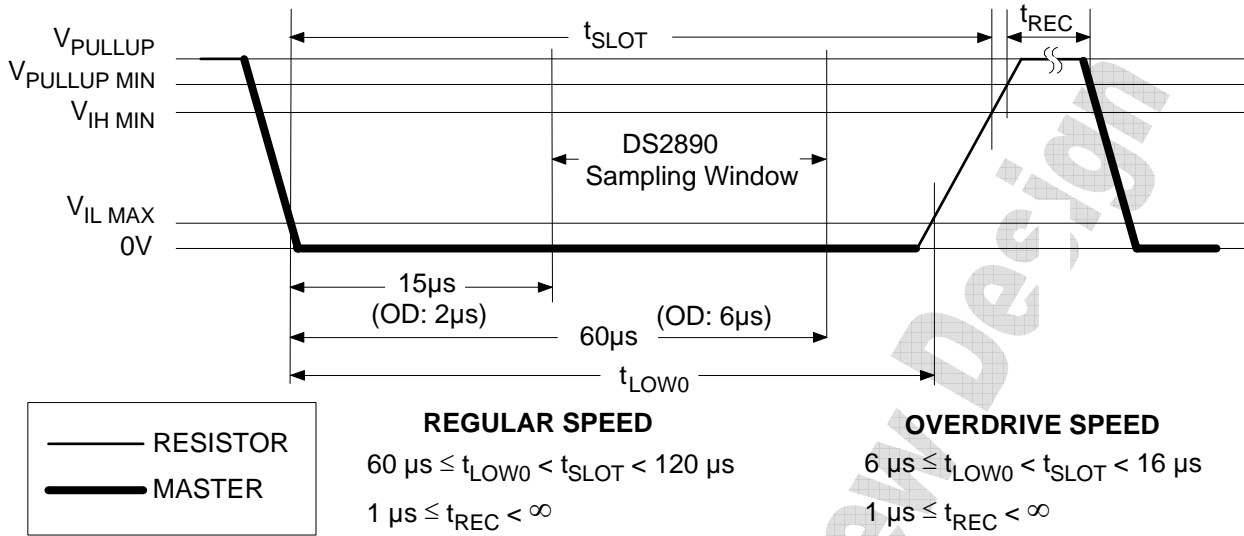 t_SLOT
t_REC
V_PULLUP
V_PULLUP MIN
V_IH MIN
DS2890
Sampling Window
V_IL MAX
0V
15µs
(OD: 2µs)
(OD: 6µs)
60µs
t_LOW0
RESISTOR
MASTER
REGULAR SPEED
60 µs ≤ t_LOW0 < t_SLOT < 120 µs
1 µs ≤ t_REC < ∞
OVERDRIVE SPEED
6 µs ≤ t_LOW0 < t_SLOT < 16 µs
1 µs ≤ t_REC < ∞
ew Design